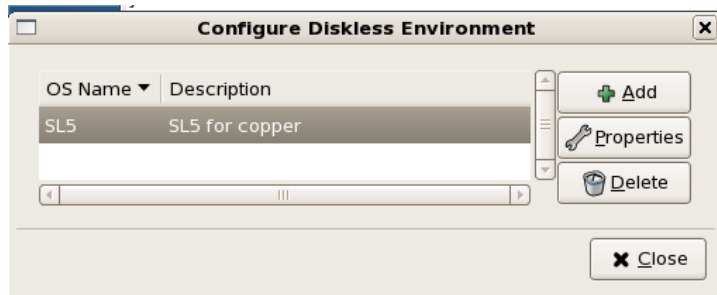 Configure Diskless Environment
OS Name Description
SL5 SL5 for copper
Add
Properties
Delete
Close